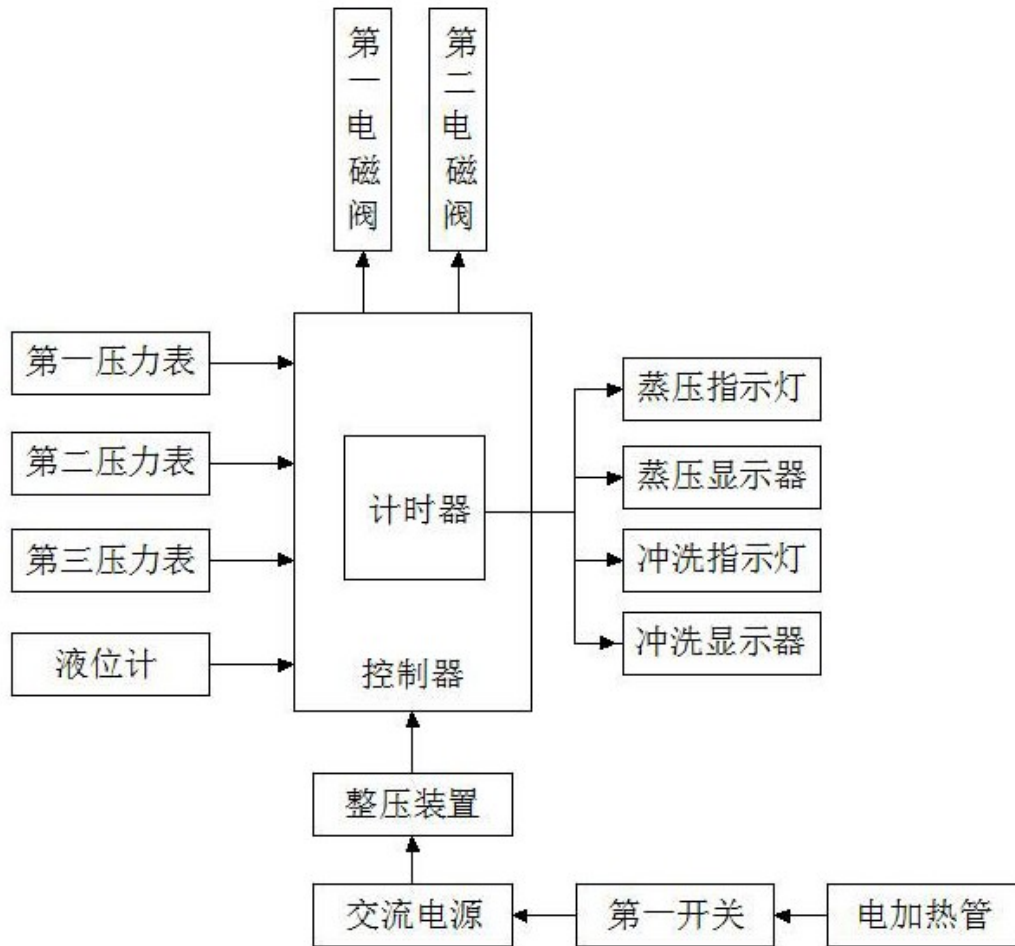 第一电磁阀
第二电磁阀
第一压力表
第二压力表
第三压力表
液位计
计时器
控制器
蒸压指示灯
蒸压显示器
冲洗指示灯
冲洗显示器
整压装置
交流电源
第一开关
电加热管